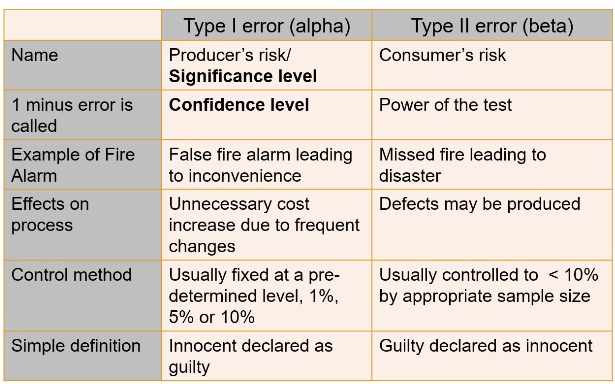 Type I error (alpha) Type II error (beta)
Name Producer's risk/ Consumer's risk
Significance level
1 minus error is Confidence level Power of the test
called
Example of Fire False fire alarm leading Missed fire leading to
Alarm to inconvenience disaster
Effects on Unnecessary cost Defects may be produced
process increase due to frequent
changes
Control method Usually fixed at a pre- Usually controlled to < 10%
determined level, 1%, by appropriate sample size
5% or 10%
Simple definition Innocent declared as Guilty declared as innocent
guilty